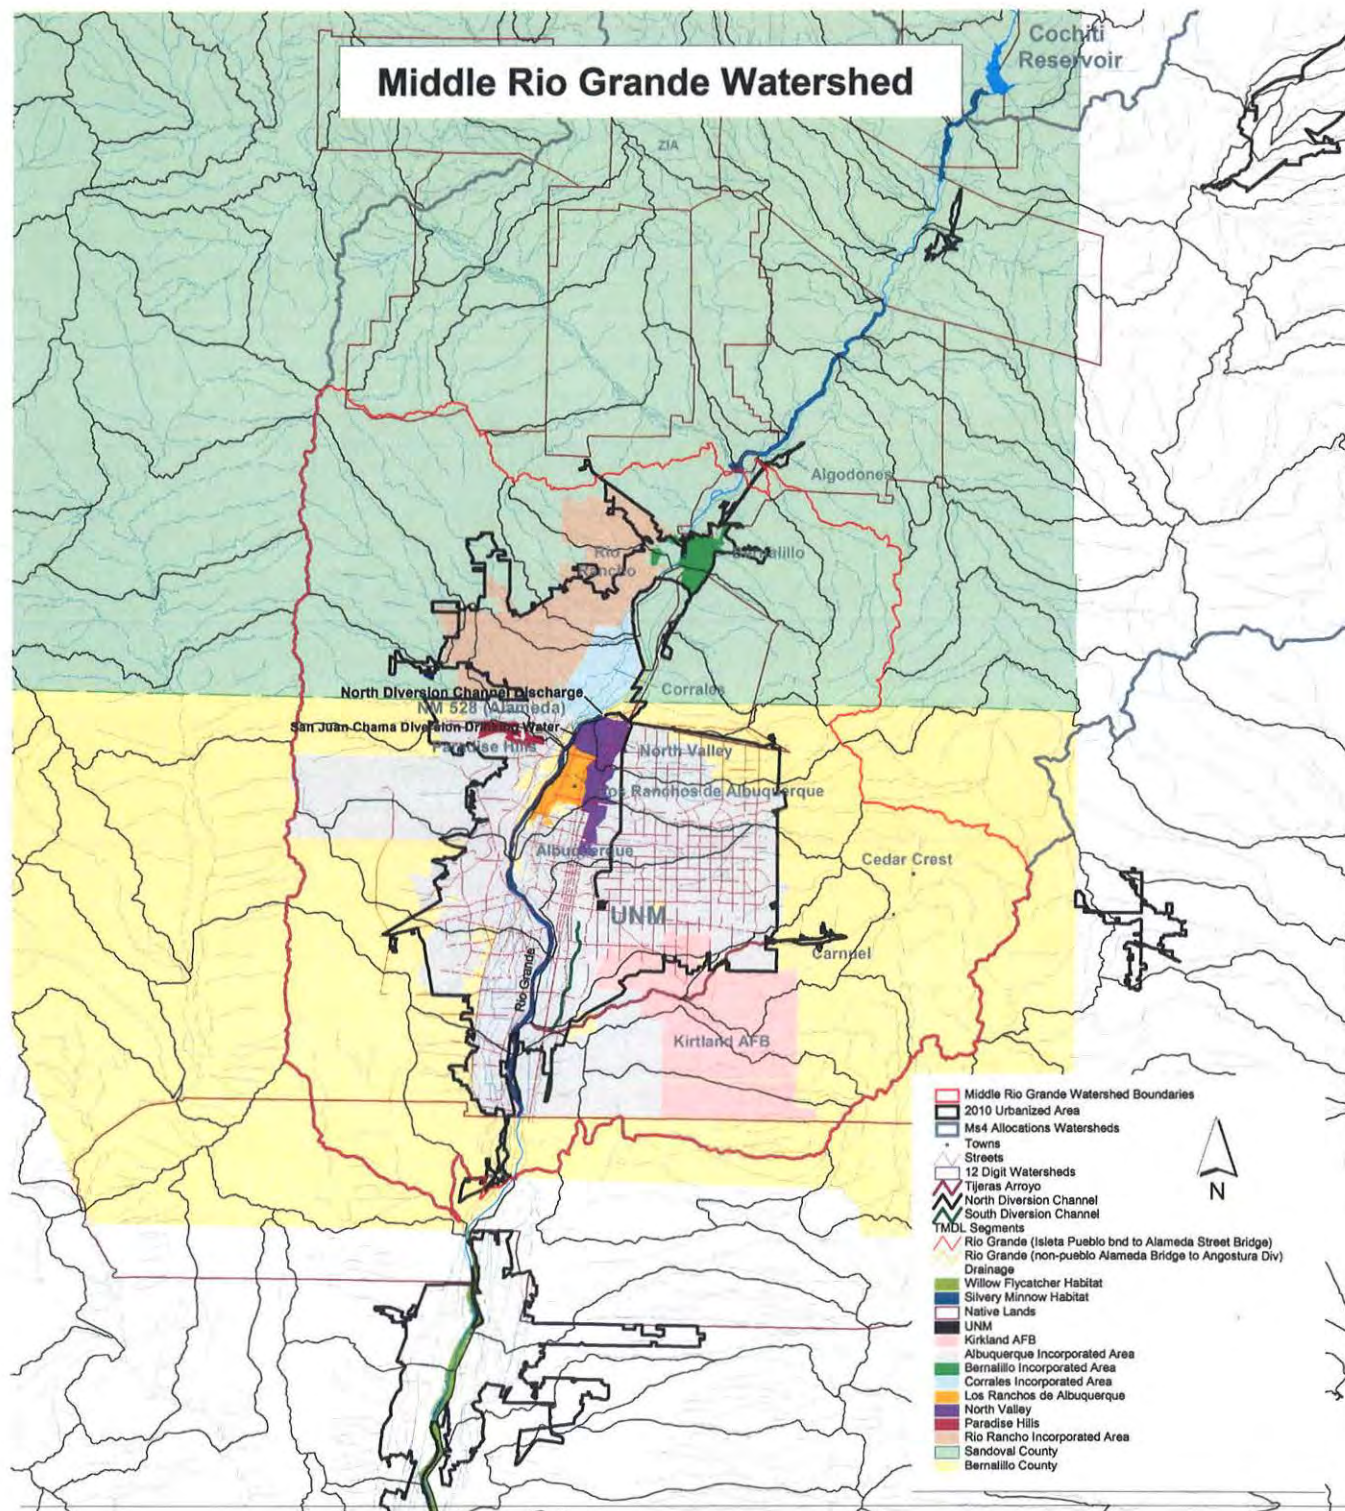 Cochiti
Reservoir
Middle Rio Grande Watershed
ZIA
Algodones
Rio
Rancho
Bernalillo
North Diversion Channel Discharge
Corrales
NM 528 (Alameda)
San Juan Chama Diversion Drinking Water
Paradise Hills
North Valley
Los Ranchos de Albuquerque
Albuquerque
Cedar Crest
UNM
Carnuel
Rio Grande
Kirtland AFB
Middle Rio Grande Watershed Boundaries
2010 Urbanized Area
Ms4 Allocations Watersheds
Towns
Streets
12 Digit Watersheds
Tijeras Arroyo
North Diversion Channel
South Diversion Channel
TMDL Segments
Rio Grande (Isleta Pueblo bnd to Alameda Street Bridge)
Rio Grande (non-pueblo Alameda Bridge to Angostura Div)
Drainage
Willow Flycatcher Habitat
Silvery Minnow Habitat
Native Lands
UNM
Kirkland AFB
Albuquerque Incorporated Area
Bernalillo Incorporated Area
Corrales Incorporated Area
Los Ranchos de Albuquerque
North Valley
Paradise Hills
Rio Rancho Incorporated Area
Sandoval County
Bernalillo County
N